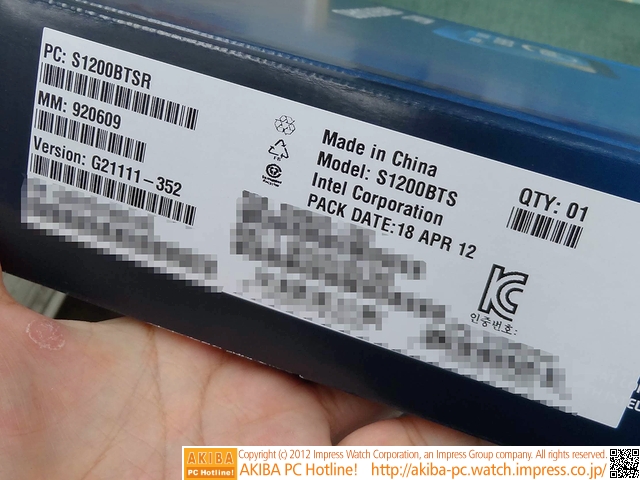 PC: S1200BTSR
MM: 920609
Version: G21111-352
Made in China
Model: S1200BTS
Intel Corporation
PACK DATE:18 APR 12
QTY: 01
인증번호:
AKIBA
PC Hotline!
Copyright (c) 2012 Impress Watch Corporation, an Impress Group company. All rights reserved.
AKIBA PC Hotline! http://akiba-pc.watch.impress.co.jp/